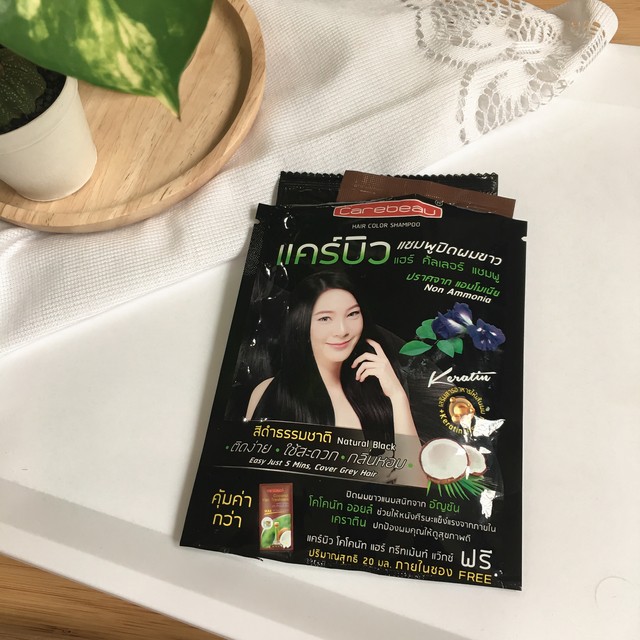 carebeau
HAIR COLOR SHAMPOO
แคร์บิว แชมพูปิดผมขาว
แฮร์ คัลเลอร์ แชมพู
ปราศจาก แอมโมเนีย
Non Ammonia
Keratin
+Keratin
สีดำธรรมชาติ Natural Black
·ติดง่าย·ใช้สะดวก·กลิ่นหอม
Easy Just 5 Mins, Cover Grey Hair
คุ้มค่า
กว่า
ปิดผมขาวแนบสนิทจาก อัญชัน
โคโคนัท ออยล์ ช่วยให้หนังศีรษะแข็งแรงจากภายใน
เคราติน ปกป้องผมคุณให้ดูสุขภาพดี
แคร์บิว โคโคนัท แฮร์ ทรีทเม้นท์ แว๊กซ์ ฟรี
ปริมาณสุทธิ 20 มล. ภายในซอง FREE